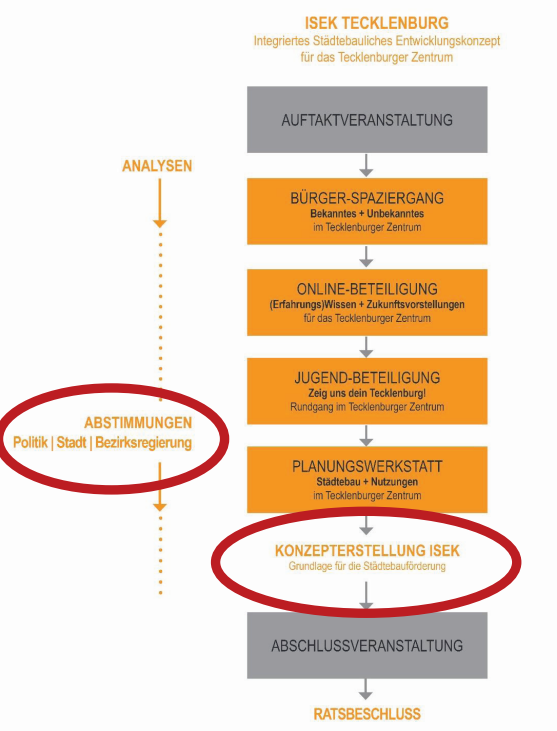 ISEK TECKLENBURG
Integriertes Städtebauliches Entwicklungskonzept
für das Tecklenburger Zentrum
AUFTAKTVERANSTALTUNG
ANALYSEN
BÜRGER-SPAZIERGANG
Bekanntes + Unbekanntes
im Tecklenburger Zentrum
ONLINE-BETEILIGUNG
(Erfahrungs)Wissen + Zukunftsvorstellungen
für das Tecklenburger Zentrum
JUGEND-BETEILIGUNG
Zeig uns dein Tecklenburg!
Rundgang im Tecklenburger Zentrum
ABSTIMMUNGEN
Politik | Stadt | Bezirksregierung
PLANUNGSWERKSTATT
Städtebau + Nutzungen
im Tecklenburger Zentrum
KONZEPTERSTELLUNG ISEK
Grundlage für die Städtebauförderung
ABSCHLUSSVERANSTALTUNG
RATSBESCHLUSS